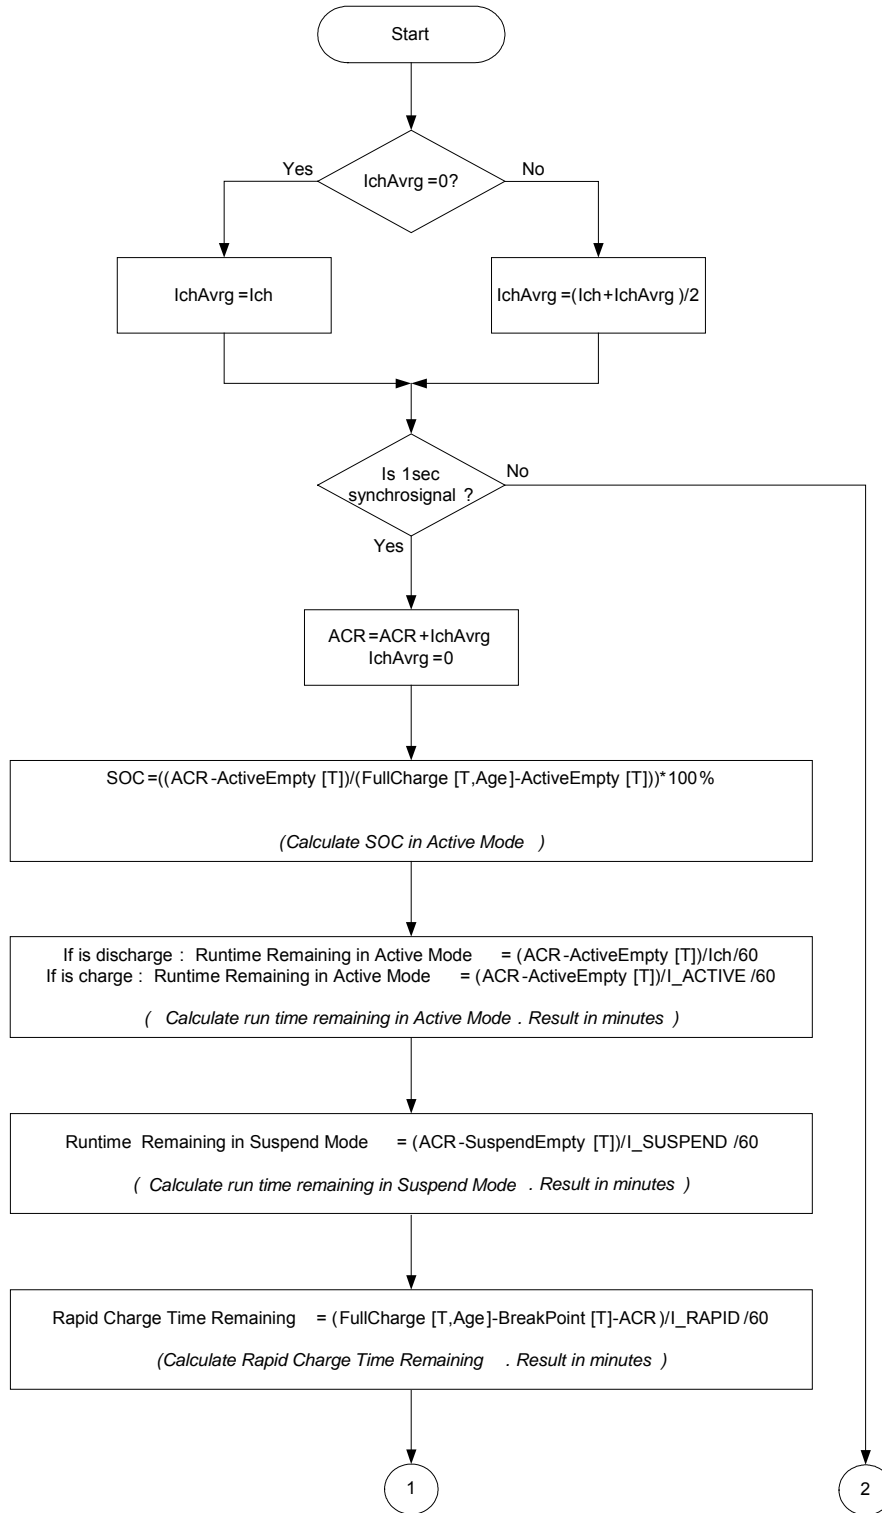 Start
IchAvrg=0?
Yes
No
IchAvrg=Ich
IchAvrg=(Ich+IchAvrg)/2
Is 1sec
synchrosignal ?
No
Yes
ACR=ACR+IchAvrg
IchAvrg=0
SOC=((ACR-ActiveEmpty [T])/(FullCharge [T,Age]-ActiveEmpty [T]))*100%
(Calculate SOC in Active Mode )
If is discharge : Runtime Remaining in Active Mode = (ACR-ActiveEmpty [T])/Ich/60
If is charge : Runtime Remaining in Active Mode = (ACR-ActiveEmpty [T])/I_ACTIVE /60
( Calculate run time remaining in Active Mode . Result in minutes )
Runtime Remaining in Suspend Mode = (ACR-SuspendEmpty [T])/I_SUSPEND /60
( Calculate run time remaining in Suspend Mode . Result in minutes )
Rapid Charge Time Remaining = (FullCharge [T,Age]-BreakPoint [T]-ACR)/I_RAPID /60
(Calculate Rapid Charge Time Remaining . Result in minutes )
1
2